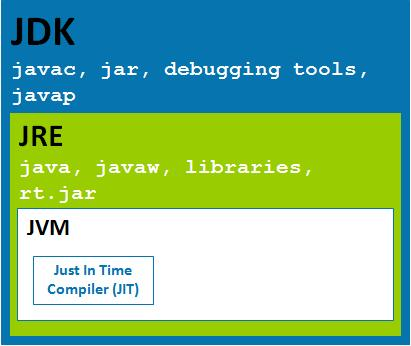 JDK
javac, jar, debugging tools,
javap
JRE
java, javaw, libraries,
rt.jar
JVM
Just In Time
Compiler (JIT)